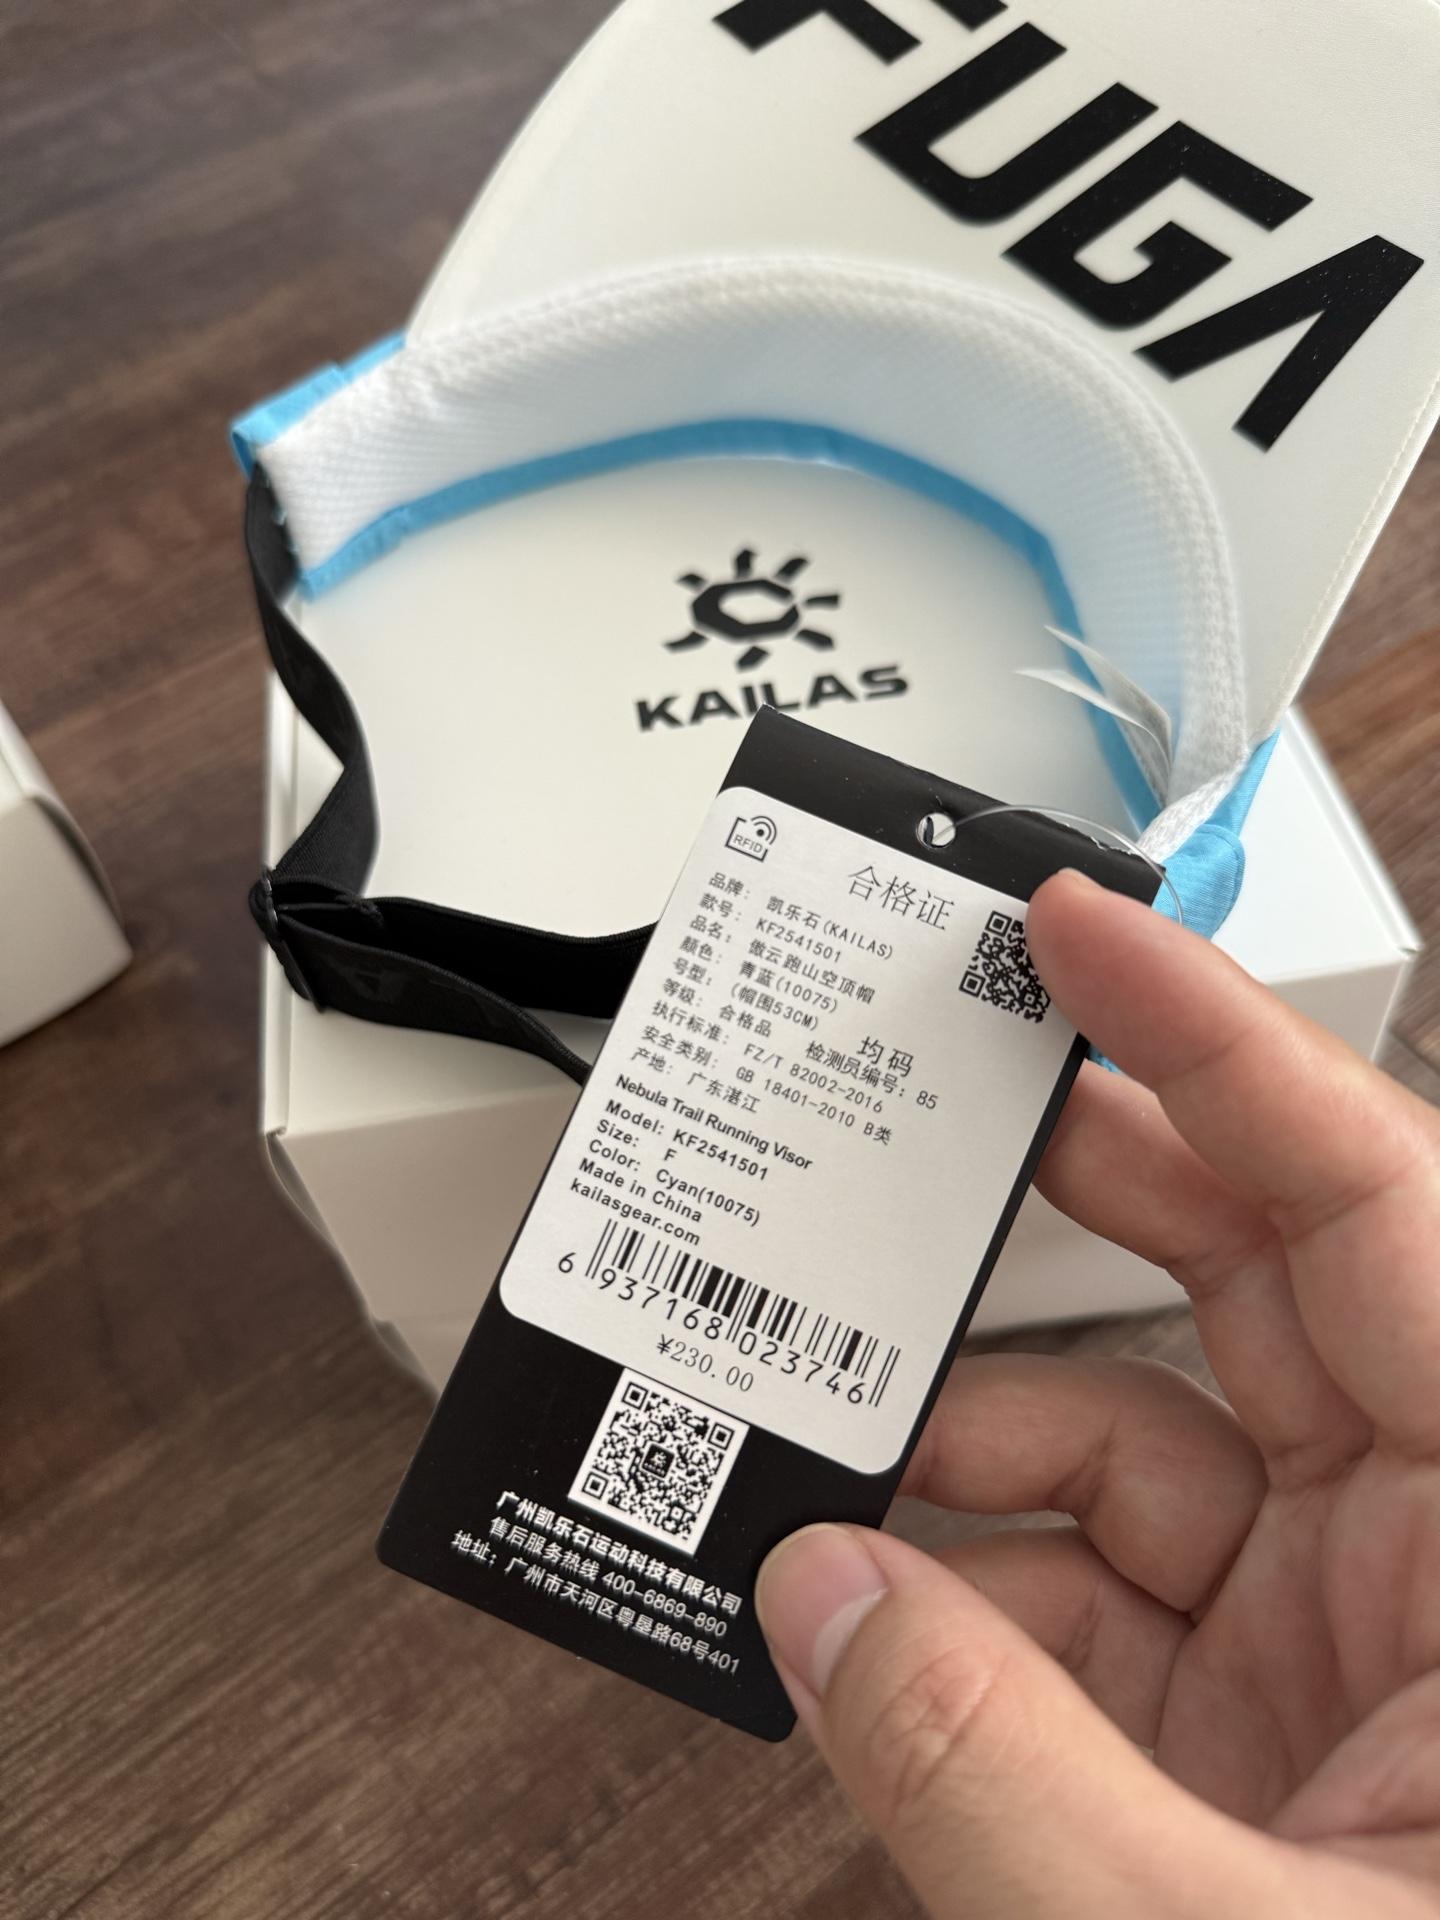 FUGA
KAILAS
RFID
合格证
品牌: 凯乐石(KAILAS)
款号: KF2541501
品名: 傲云跑山空顶帽
颜色: 青蓝(10075)
号型: (帽围53CM) 均码
等级: 合格品 检测员编号: 85
执行标准: FZ/T 82002-2016
安全类别: GB 18401-2010 B类
产地: 广东湛江
Nebula Trail Running Visor
Model: KF2541501
Size: F
Color: Cyan(10075)
Made in China
kailasgear.com
6 937168 023746
¥230.00
广州凯乐石运动科技有限公司
售后服务热线 400-6869-890
地址: 广州市天河区粤垦路68号401